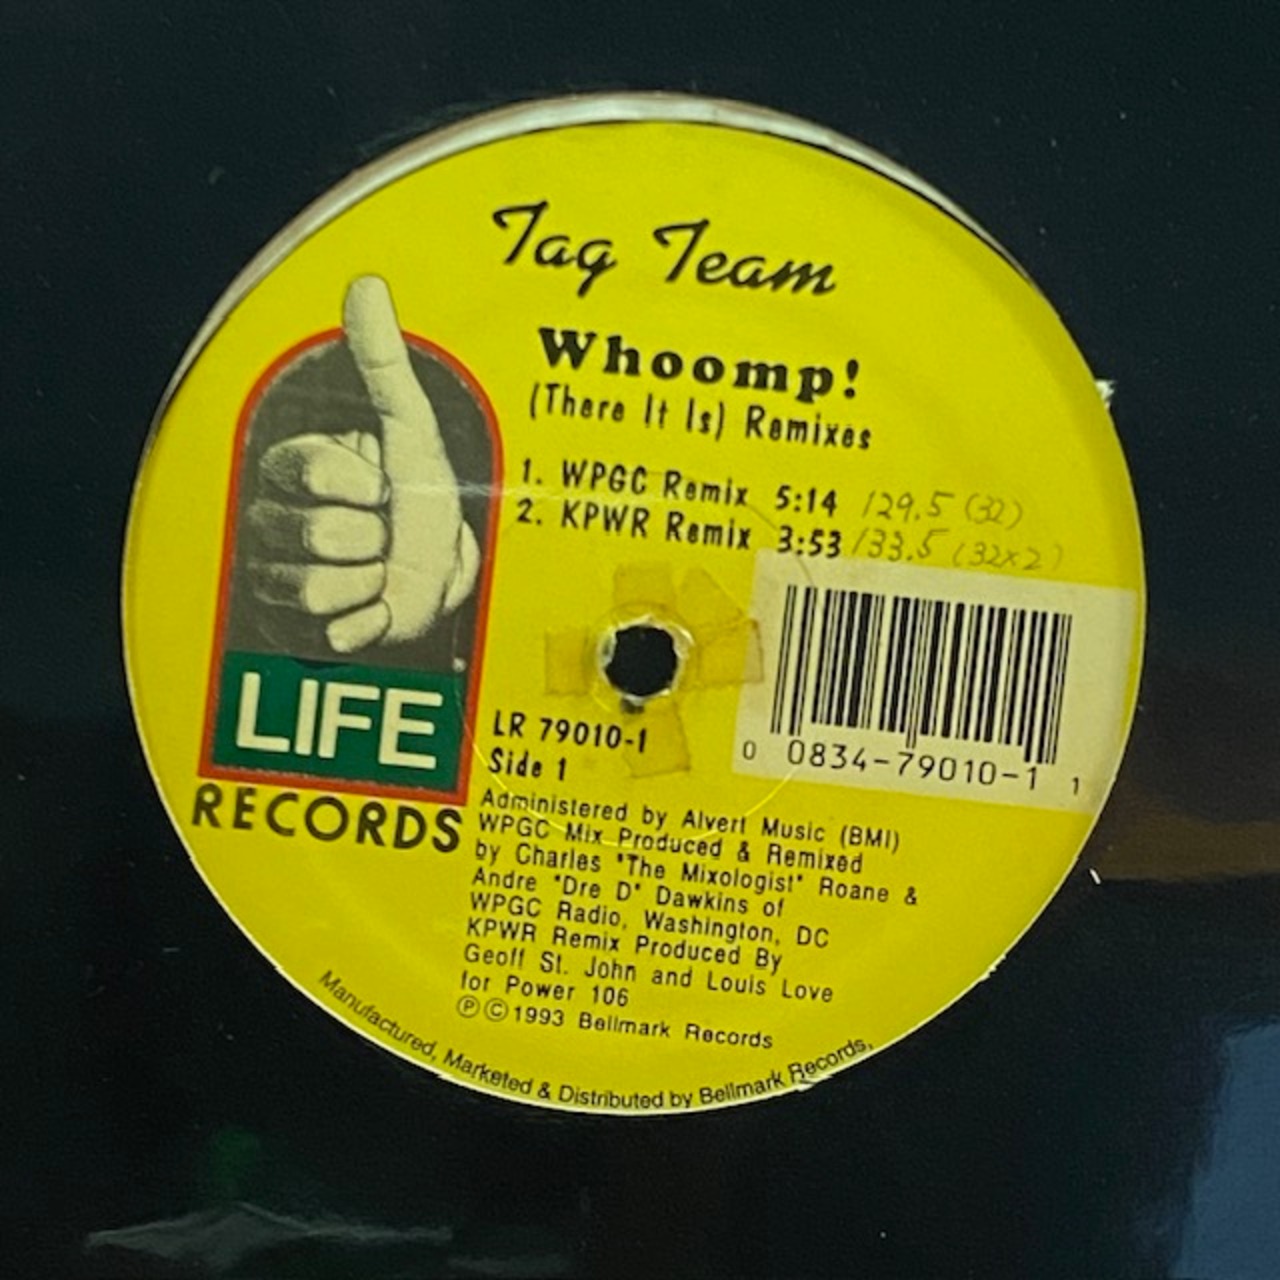 Tag Team
Whoomp!
(There It Is) Remixes
1. WPGC Remix 5:14 129.5 (32)
2. KPWR Remix 3:53 133.5 (32x2)
LIFE
RECORDS
0 0834-79010-1 1
LR 79010-1
Side 1
Administered by Alvert Music (BMI)
WPGC Mix Produced & Remixed
by Charles "The Mixologist" Roane &
Andre "Dre D" Dawkins of
WPGC Radio, Washington, DC
KPWR Remix Produced By
Geoff St. John and Louis Love
for Power 106
ⓅⒸ1993 Bellmark Records
Manufactured, Marketed & Distributed by Bellmark Records,